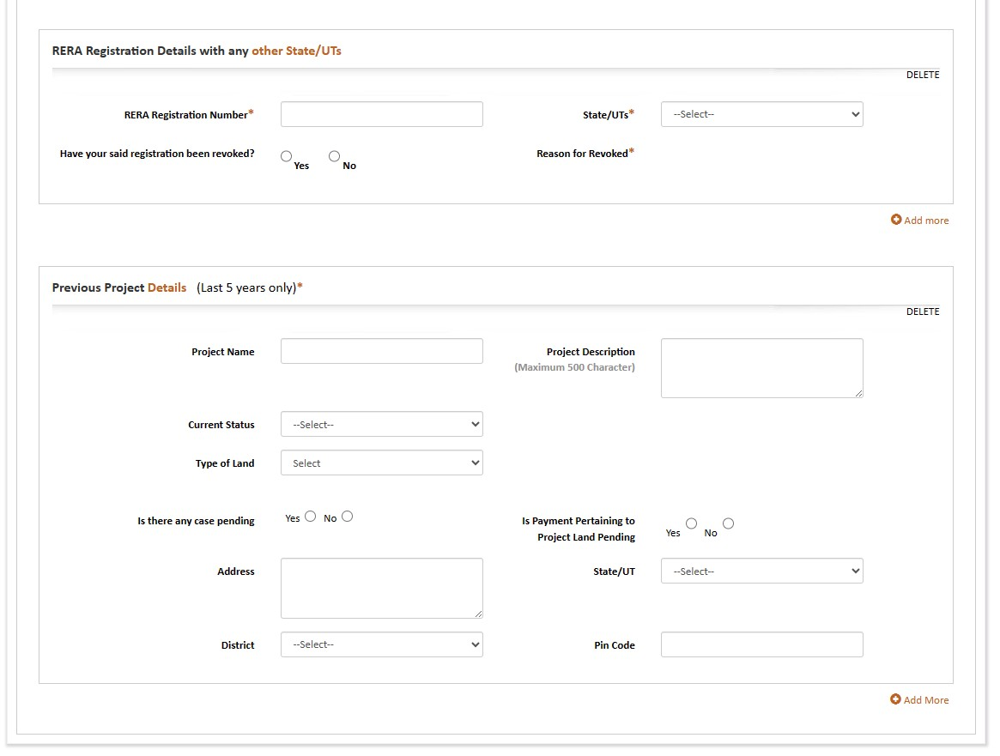 RERA Registration Details with any other State/UTs
DELETE
RERA Registration Number*
State/UTs*
--Select--
Have your said registration been revoked?
Yes
No
Reason for Revoked*
Add more
Previous Project Details (Last 5 years only)*
DELETE
Project Name
Project Description
(Maximum 500 Character)
Current Status
--Select--
Type of Land
Select
Is there any case pending
Yes
No
Is Payment Pertaining to
Project Land Pending
Yes
No
Address
State/UT
--Select--
District
--Select--
Pin Code
Add More